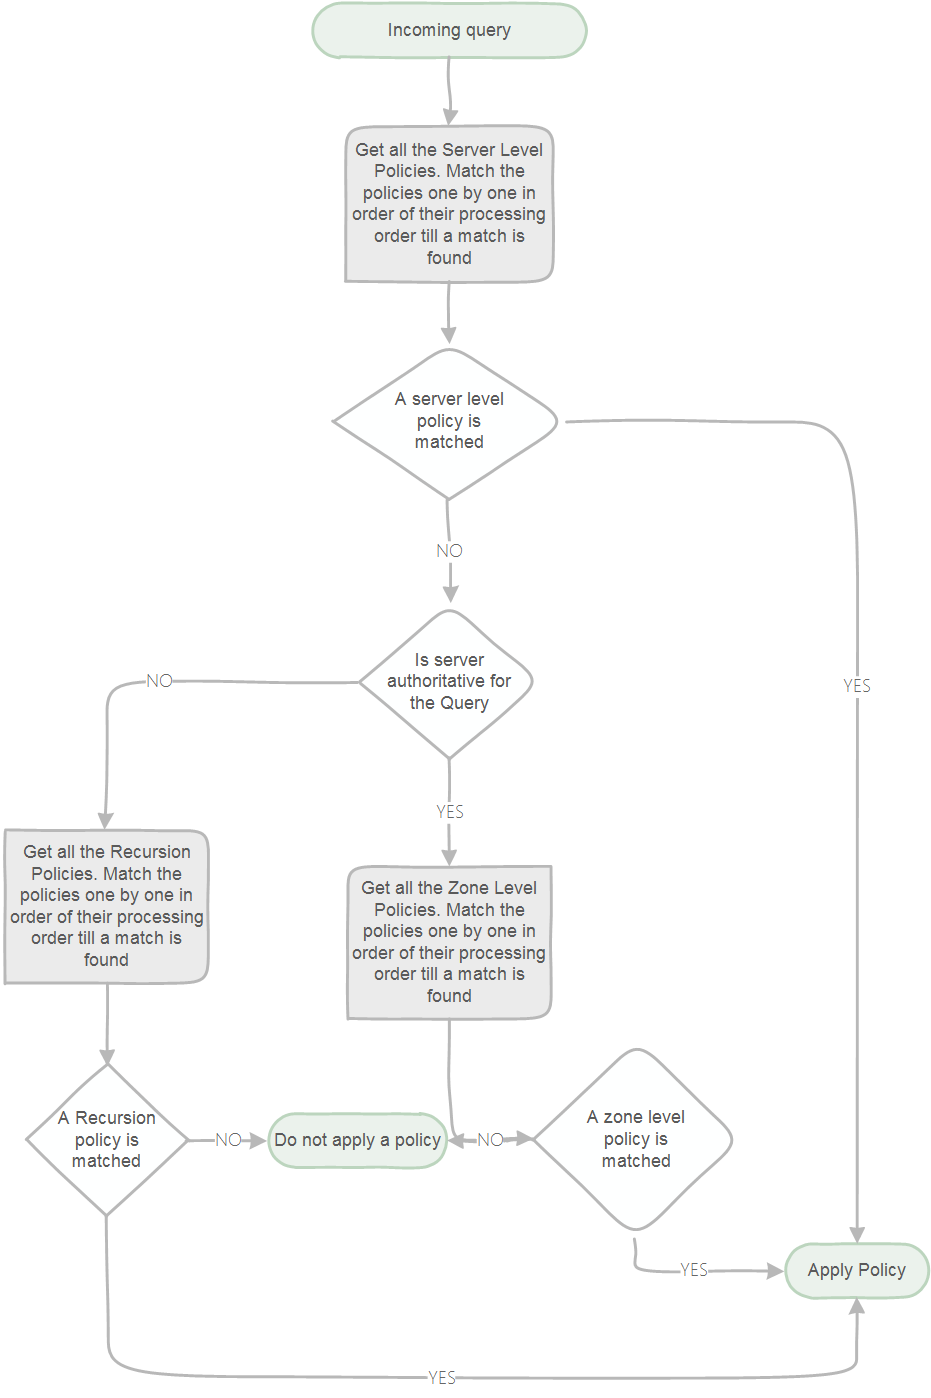 Incoming query
Get all the Server Level
Policies. Match the
policies one by one in
order of their processing
order till a match is
found
A server level
policy is
matched
NO
Is server
authoritative for
the Query
NO
YES
YES
Get all the Recursion
Policies. Match the
policies one by one in
order of their processing
order till a match is
found
Get all the Zone Level
Policies. Match the
policies one by one in
order of their processing
order till a match is
found
A Recursion
policy is
matched
NO
Do not apply a policy
NO
A zone level
policy is
matched
YES
Apply Policy
YES